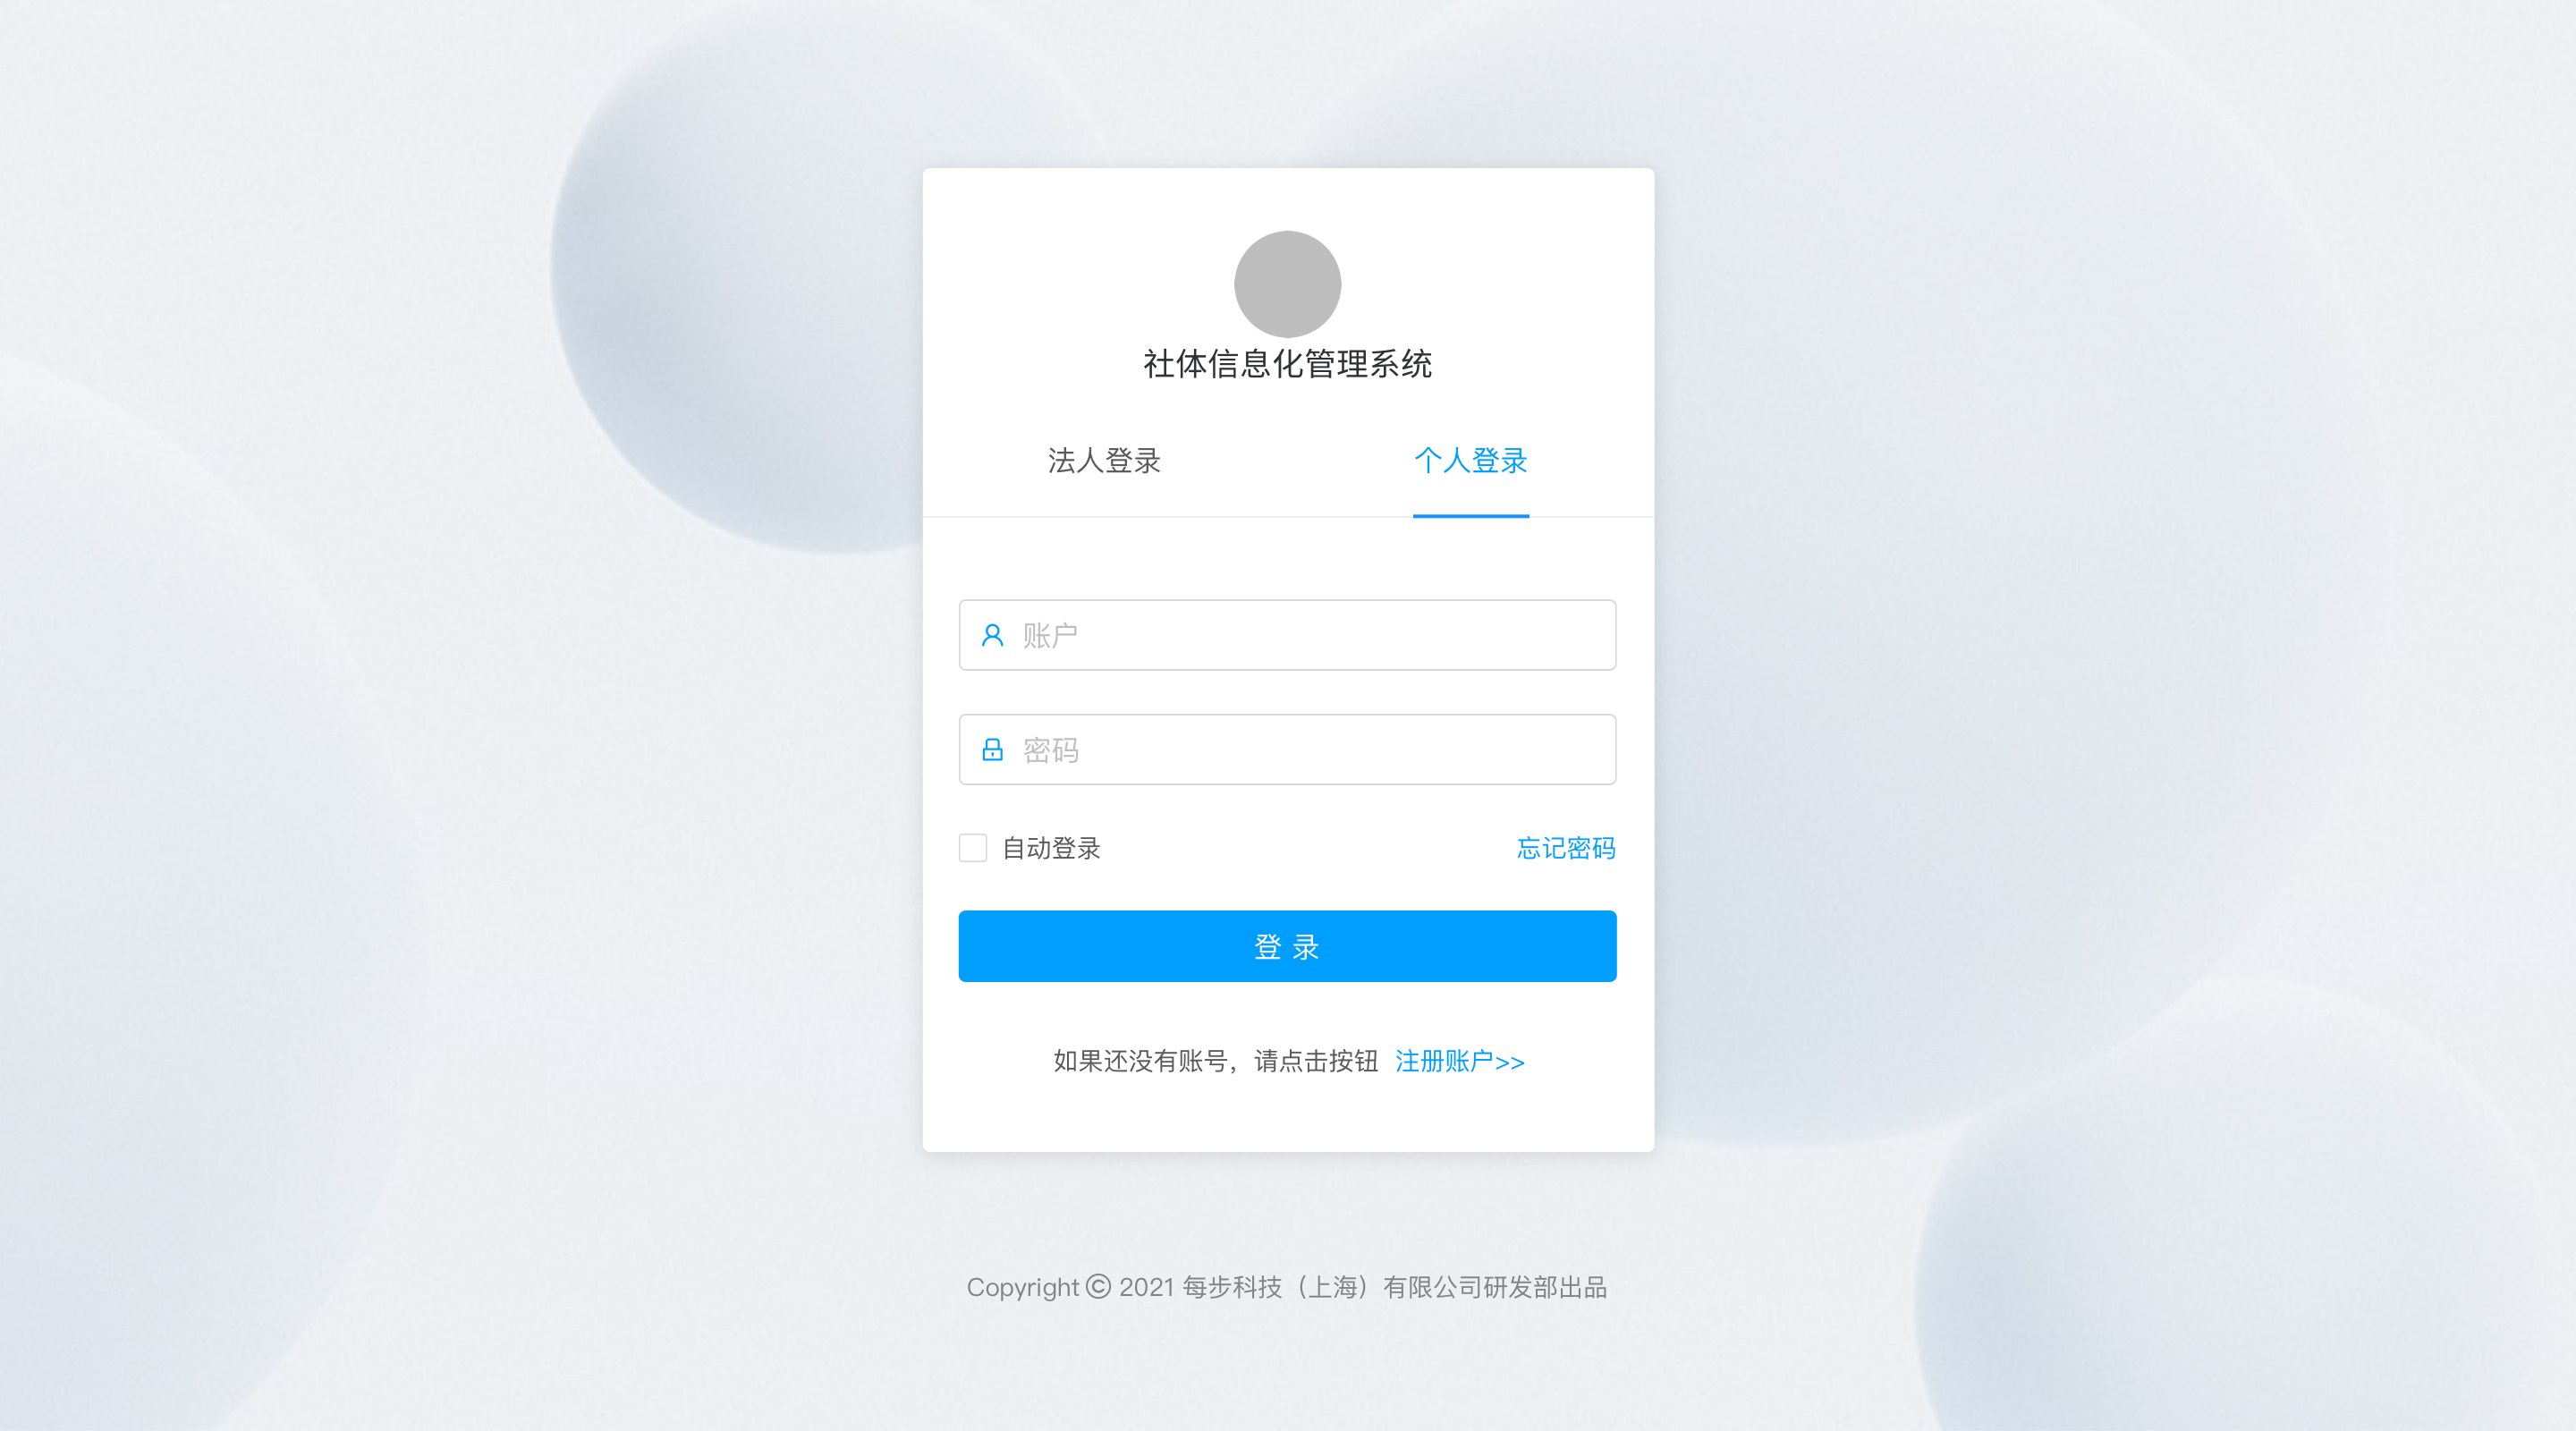 社体信息化管理系统
法人登录 个人登录
账户
密码
自动登录 忘记密码
登 录
如果还没有账号，请点击按钮 注册账户>>
Copyright © 2021 每步科技（上海）有限公司研发部出品